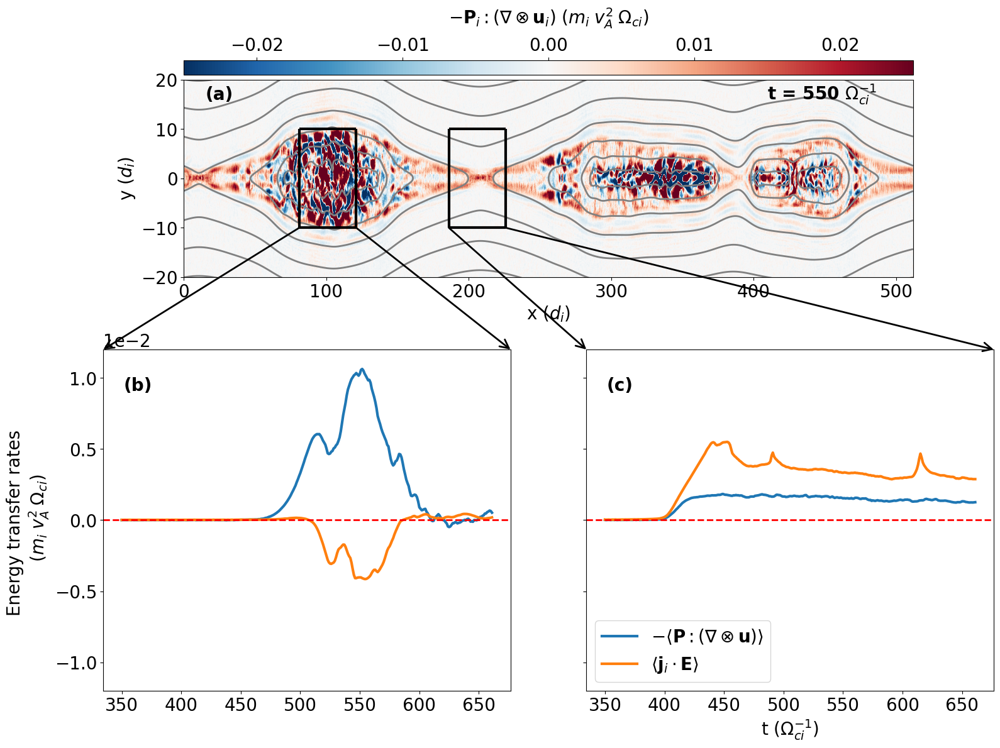 −P_i : (∇ ⊗ u_i) (m_i v_A^2 Ω_ci)
−0.02 −0.01 0.00 0.01 0.02
(a) t = 550 Ω_ci^−1
20
10
0
−10
−20
y (d_i)
0 100 200 300 400 500
x (d_i)
1e−2
(b)
1.0
0.5
0.0
−0.5
−1.0
Energy transfer rates
(m_i v_A^2 Ω_ci)
350 400 450 500 550 600 650
(c)
−⟨P : (∇ ⊗ u)⟩
⟨j_i · E⟩
350 400 450 500 550 600 650
t (Ω_ci^−1)